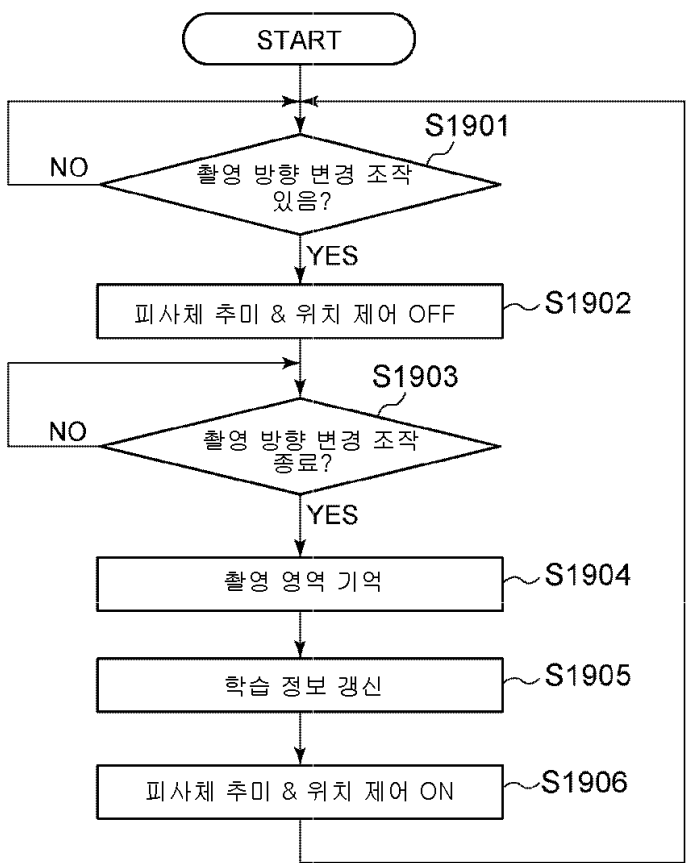 START
S1901
촬영 방향 변경 조작
있음?
NO
YES
피사체 추미 & 위치 제어 OFF
S1902
S1903
촬영 방향 변경 조작
종료?
NO
YES
촬영 영역 기억
S1904
학습 정보 갱신
S1905
피사체 추미 & 위치 제어 ON
S1906